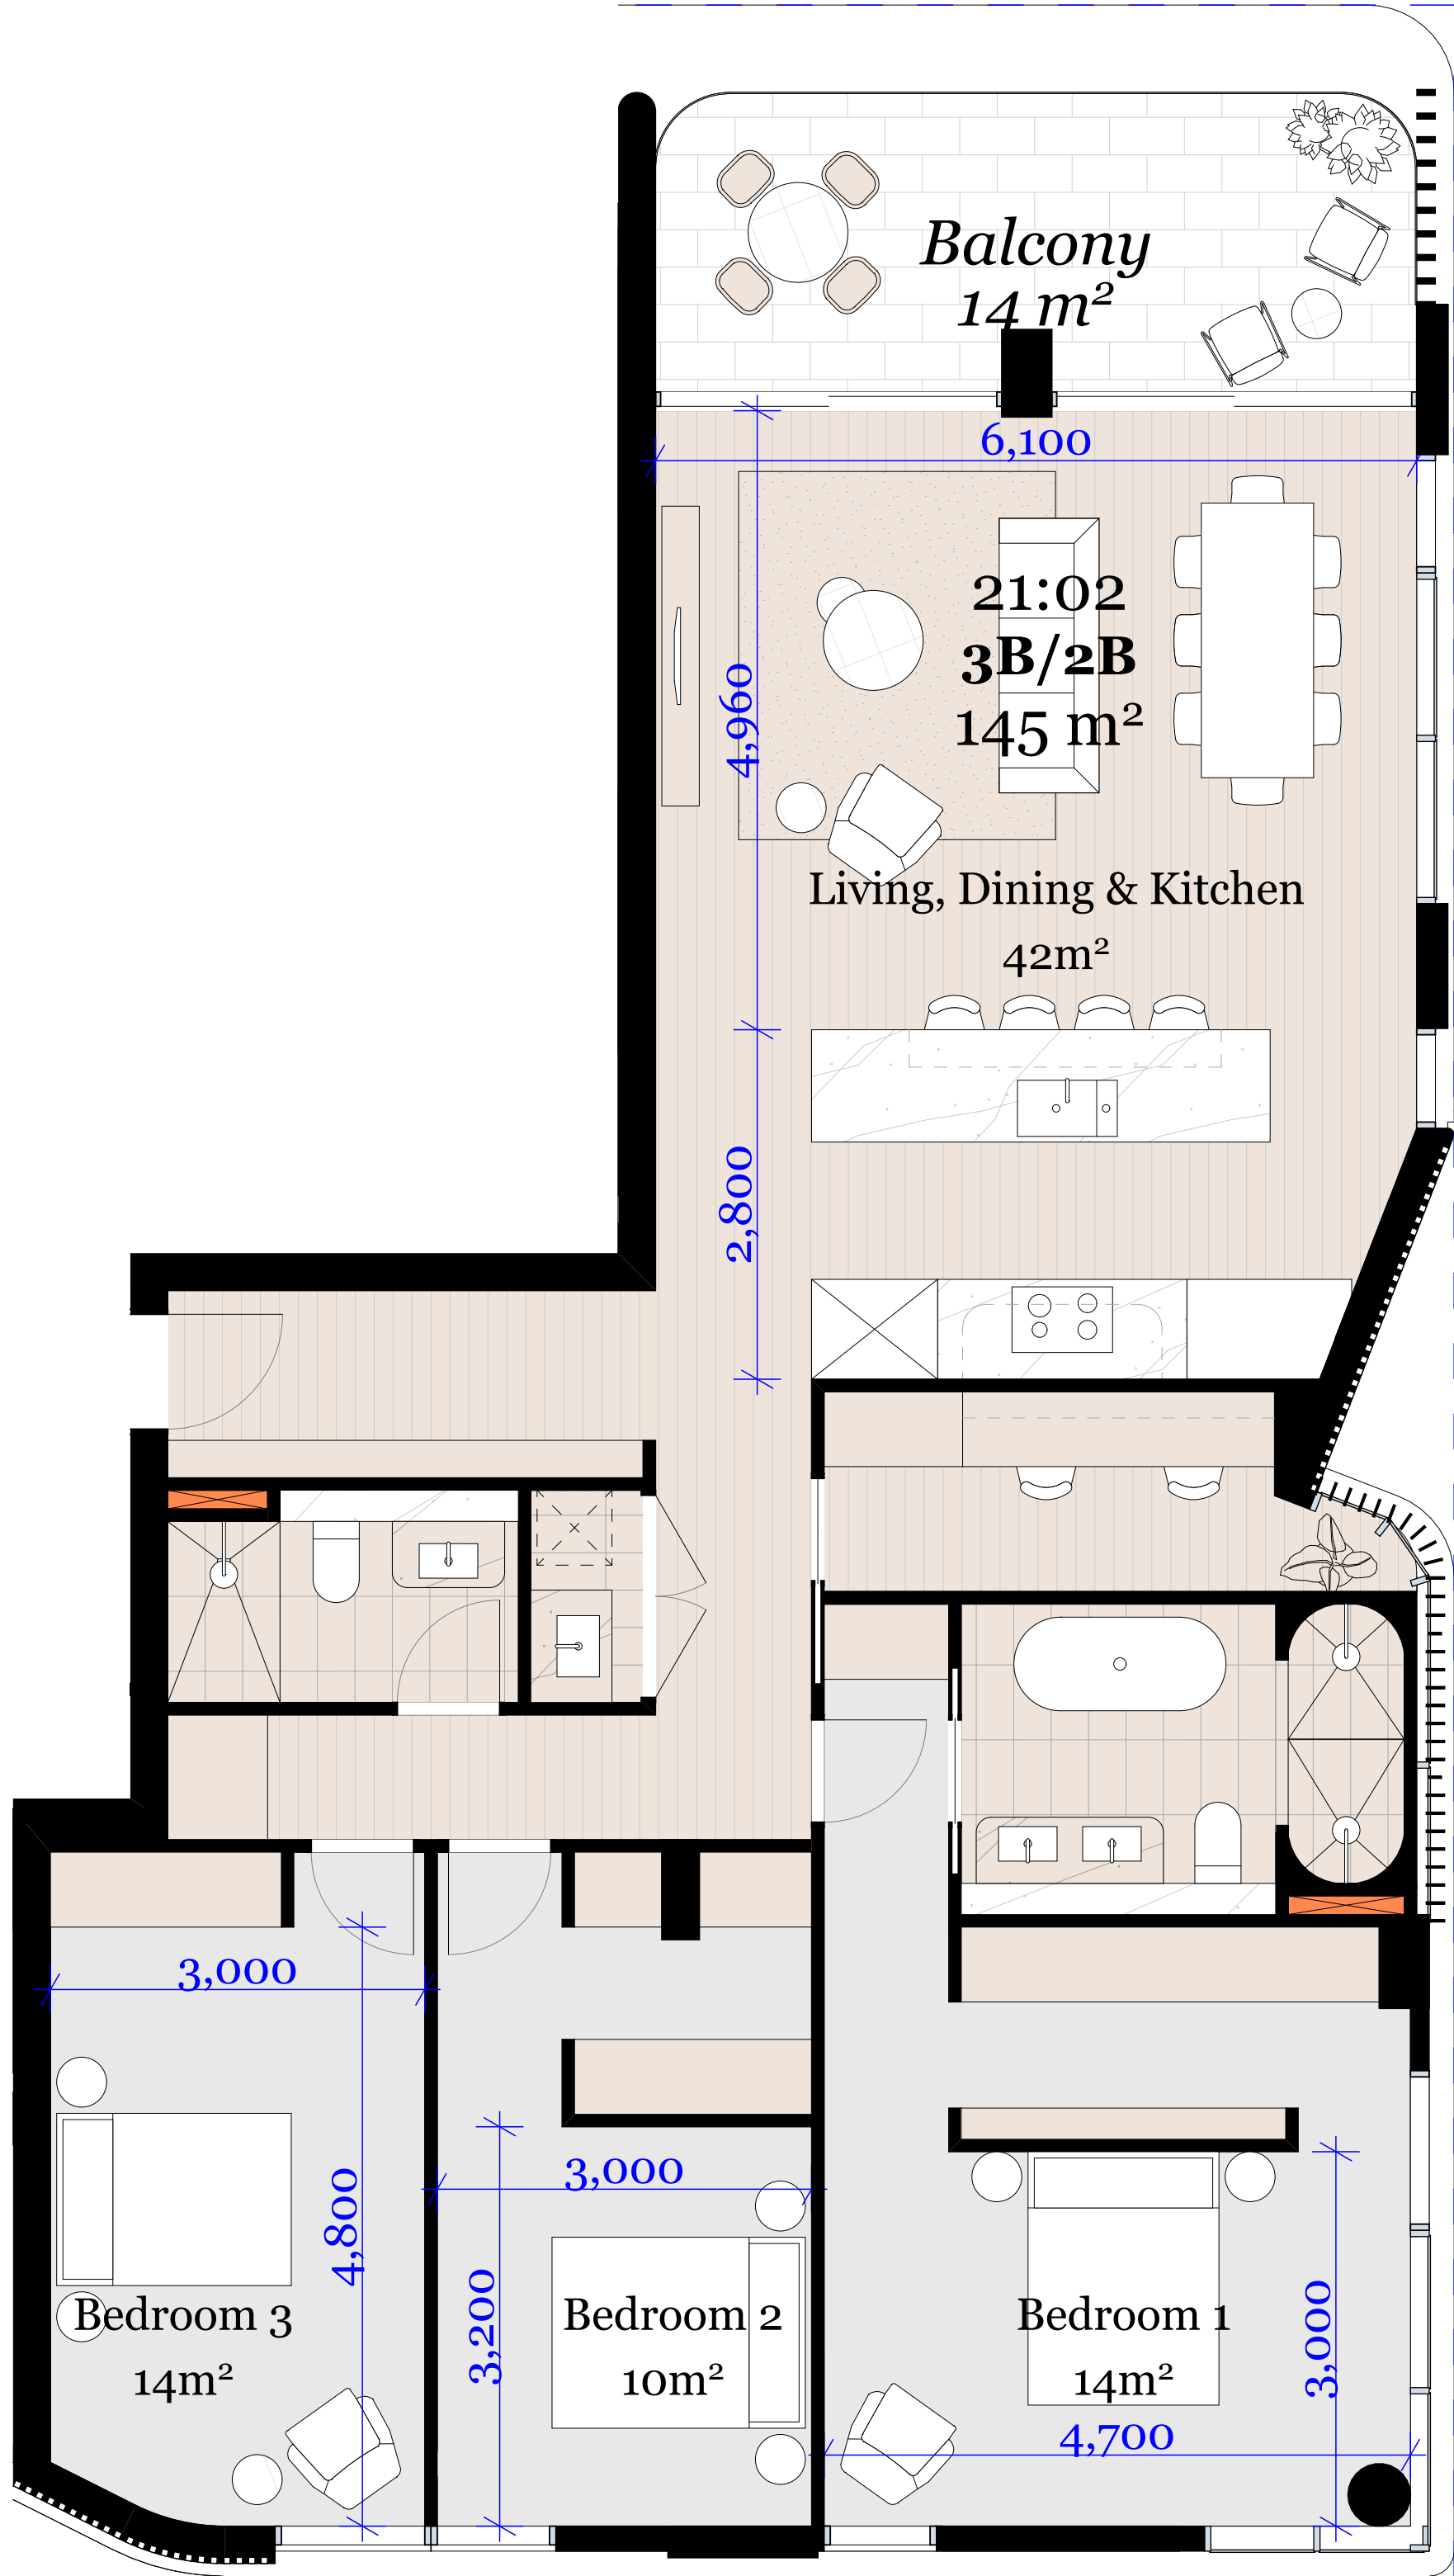 Balcony
14 m²
6,100
21:02
3B/2B
145 m²
4,960
Living, Dining & Kitchen
42m²
2,800
3,000
4,800
Bedroom 3
14m²
3,000
3,200
Bedroom 2
10m²
Bedroom 1
14m²
3,000
4,700